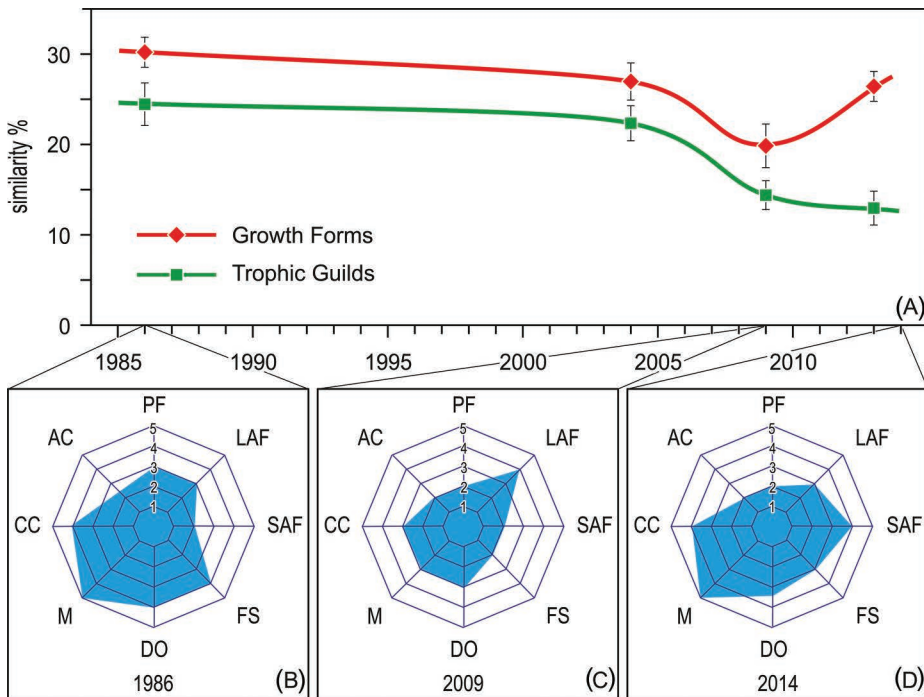 30
20
10
0
similarity %
Growth Forms
Trophic Guilds
(A)
1985 1990 1995 2000 2005 2010
PF
AC LAF
5
4
3
2
1
CC SAF
M FS
DO
1986 (B)
PF
AC LAF
5
4
3
2
1
CC SAF
M FS
DO
2009 (C)
PF
AC LAF
5
4
3
2
1
CC SAF
M FS
DO
2014 (D)